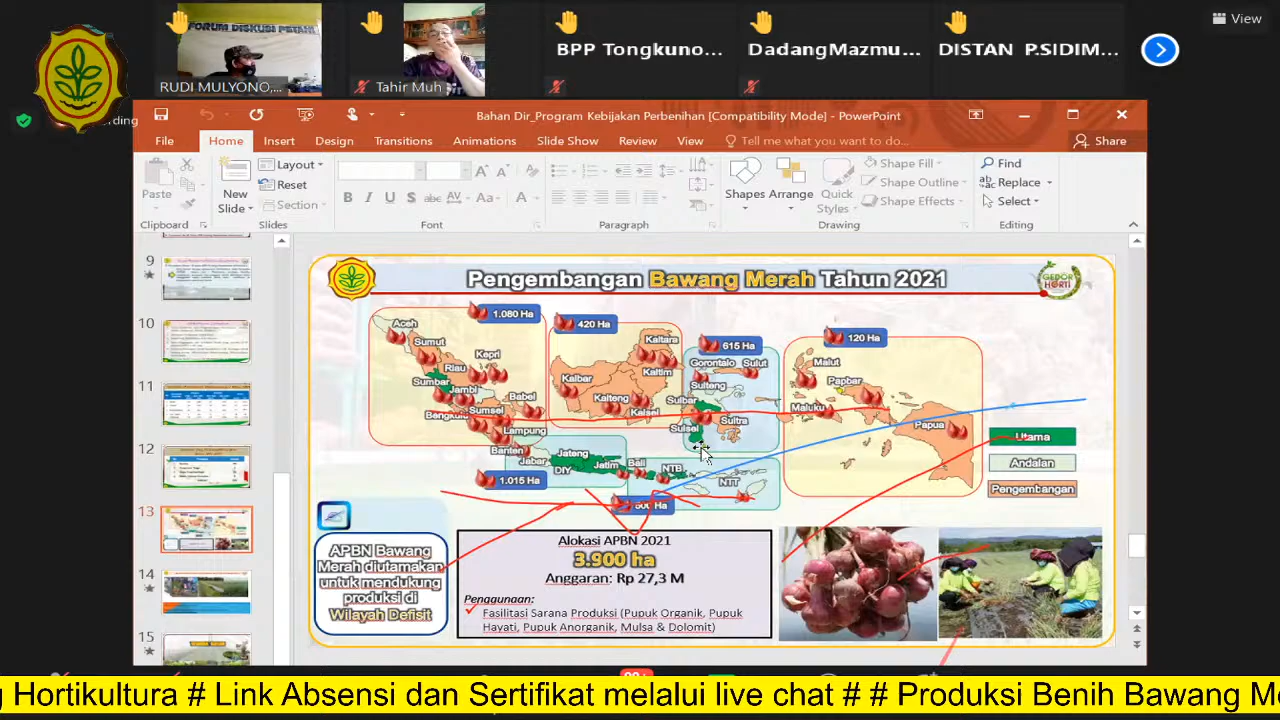 View
FORUM DISKUSI PETANI
RUDI MULYONO,...
Tahir Muh
BPP Tongkuno...
DadangMazmu...
DISTAN P.SIDIM...
Bahan Dir_Program Kebijakan Perbenihan [Compatibility Mode] - PowerPoint
File Home Insert Design Transitions Animations Slide Show Review View Tell me what you want to do... Share
Paste
New
Slide
Layout
Reset
Section
B I U S abc AV Aa A
Shapes Arrange Quick
Styles
Shape Fill
Shape Outline
Shape Effects
Find
Replace
Select
Clipboard Slides Font Paragraph Drawing Editing
9
10
11
12
13
14
15
Pengembangan Bawang Merah Tahun 2021
GEDOR
HORTI
1.080 Ha
420 Ha
615 Ha
120 Ha
Aceh
Sumut
Kepri
Riau
Sumbar
Jambi
Babel
Bengkulu
Sumsel
Lampung
Kaltara
Kalbar
Kaltim
Kalteng
Kalsel
Gorontalo
Sulut
Sulteng
Sulbar
Sultra
Sulsel
Malut
Papbar
Maluku
Papua
Banten
Jabar
Jateng
DIY
Jatim
Bali
NTB
NTT
1.015 Ha
Ha
Utama
Andalan
Pengembangan
APBN Bawang
Merah diutamakan
untuk mendukung
produksi di
Wilayah Defisit
Alokasi APBN 2021
3.900 ha
Anggaran: Rp 27,3 M
Penggunaan:
Fasilitasi Sarana Produksi (Pupuk Organik, Pupuk
Hayati, Pupuk Anorganik, Mulsa & Dolomit)
g Hortikultura # Link Absensi dan Sertifikat melalui live chat # # Produksi Benih Bawang Me